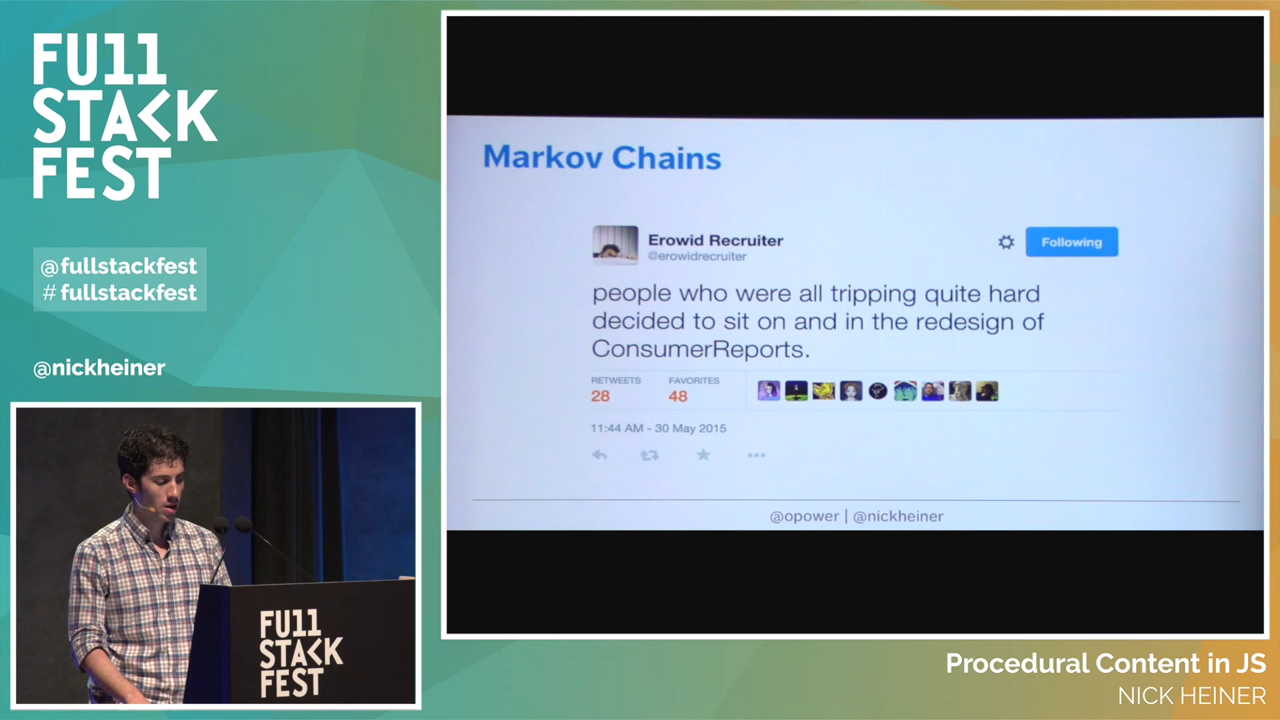 FU11
STACK
FEST
@fullstackfest
# fullstackfest
@nickheiner
Markov Chains
Erowid Recruiter
@erowidrecruiter
Following
people who were all tripping quite hard
decided to sit on and in the redesign of
ConsumerReports.
RETWEETS
FAVORITES
28
48
11:44 AM - 30 May 2015
@opower | @nickheiner
FU11
STACK
FEST
Procedural Content in JS
NICK HEINER